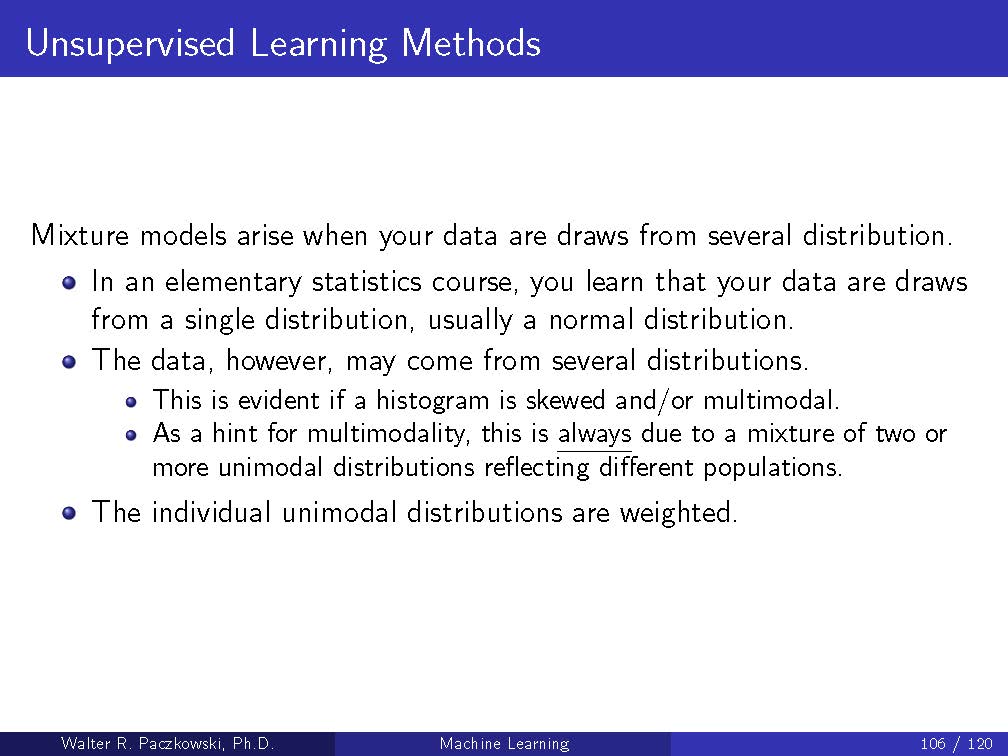 Unsupervised Learning Methods
Mixture models arise when your data are draws from several distribution.
In an elementary statistics course, you learn that your data are draws
from a single distribution, usually a normal distribution.
The data, however, may come from several distributions.
This is evident if a histogram is skewed and/or multimodal.
As a hint for multimodality, this is always due to a mixture of two or
more unimodal distributions reflecting different populations.
The individual unimodal distributions are weighted.
Walter R. Paczkowski, Ph.D.
Machine Learning
106 / 120